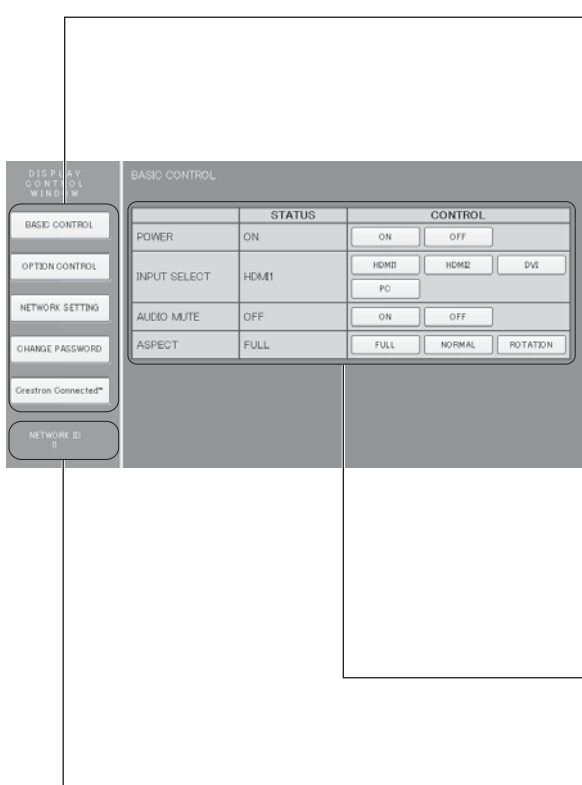 DISPLAY
CONTROL
WINDOW
BASIC CONTROL
OPTION CONTROL
NETWORK SETTING
CHANGE PASSWORD
Crestron Connected™
NETWORK ID
0
BASIC CONTROL
STATUS CONTROL
POWER ON ON OFF
INPUT SELECT HDMI1 HDMI1 HDMI2 DVI
PC
AUDIO MUTE OFF ON OFF
ASPECT FULL FULL NORMAL ROTATION